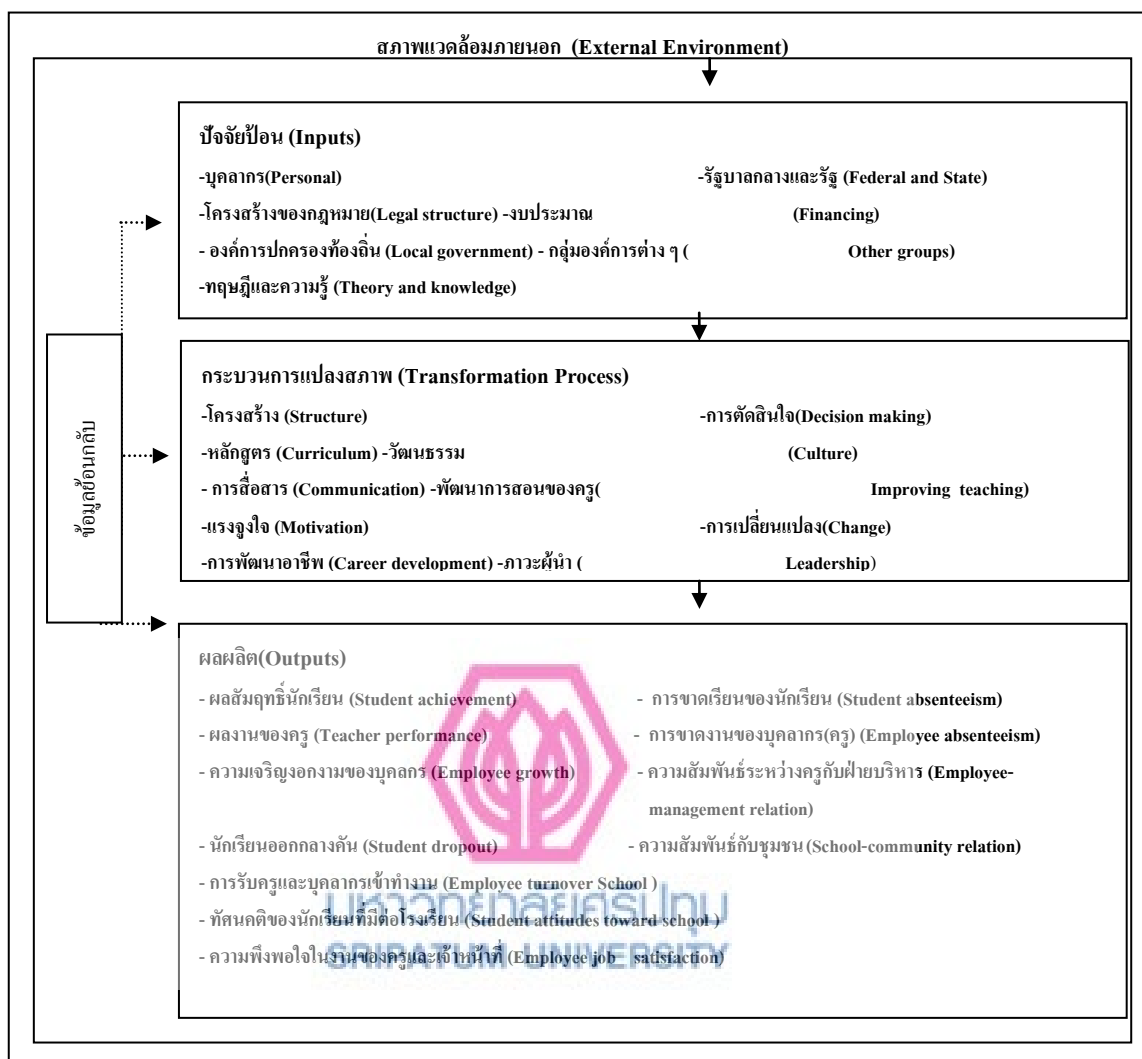 สภาพแวดล้อมภายนอก (External Environment)
ปัจจัยป้อน (Inputs)
-บุคลากร(Personal) -รัฐบาลกลางและรัฐ (Federal and State)
-โครงสร้างของกฎหมาย(Legal structure) -งบประมาณ (Financing)
- องค์การปกครองท้องถิ่น (Local government) - กลุ่มองค์การต่าง ๆ ( Other groups)
-ทฤษฎีและความรู้ (Theory and knowledge)
ข้อมูลย้อนกลับ
กระบวนการแปลงสภาพ (Transformation Process)
-โครงสร้าง (Structure) -การตัดสินใจ(Decision making)
-หลักสูตร (Curriculum) -วัฒนธรรม (Culture)
- การสื่อสาร (Communication) -พัฒนาการสอนของครู( Improving teaching)
-แรงจูงใจ (Motivation) -การเปลี่ยนแปลง(Change)
-การพัฒนาอาชีพ (Career development) -ภาวะผู้นำ ( Leadership)
ผลผลิต(Outputs)
- ผลสัมฤทธิ์นักเรียน (Student achievement) - การขาดเรียนของนักเรียน (Student absenteeism)
- ผลงานของครู (Teacher performance) - การขาดงานของบุคลากร(ครู) (Employee absenteeism)
- ความเจริญงอกงามของบุคลกร (Employee growth) - ความสัมพันธ์ระหว่างครูกับฝ่ายบริหาร (Employee-
management relation)
- นักเรียนออกกลางคัน (Student dropout) - ความสัมพันธ์กับชุมชน (School-community relation)
- การรับครูและบุคลากรเข้าทำงาน (Employee turnover School )
- ทัศนคติของนักเรียนที่มีต่อโรงเรียน (Student attitudes toward school )
- ความพึงพอใจในงานของครูและเจ้าหน้าที่ (Employee job satisfaction)
มหาวิทยาลัยศรีปทุม
SRIPATUM UNIVERSITY